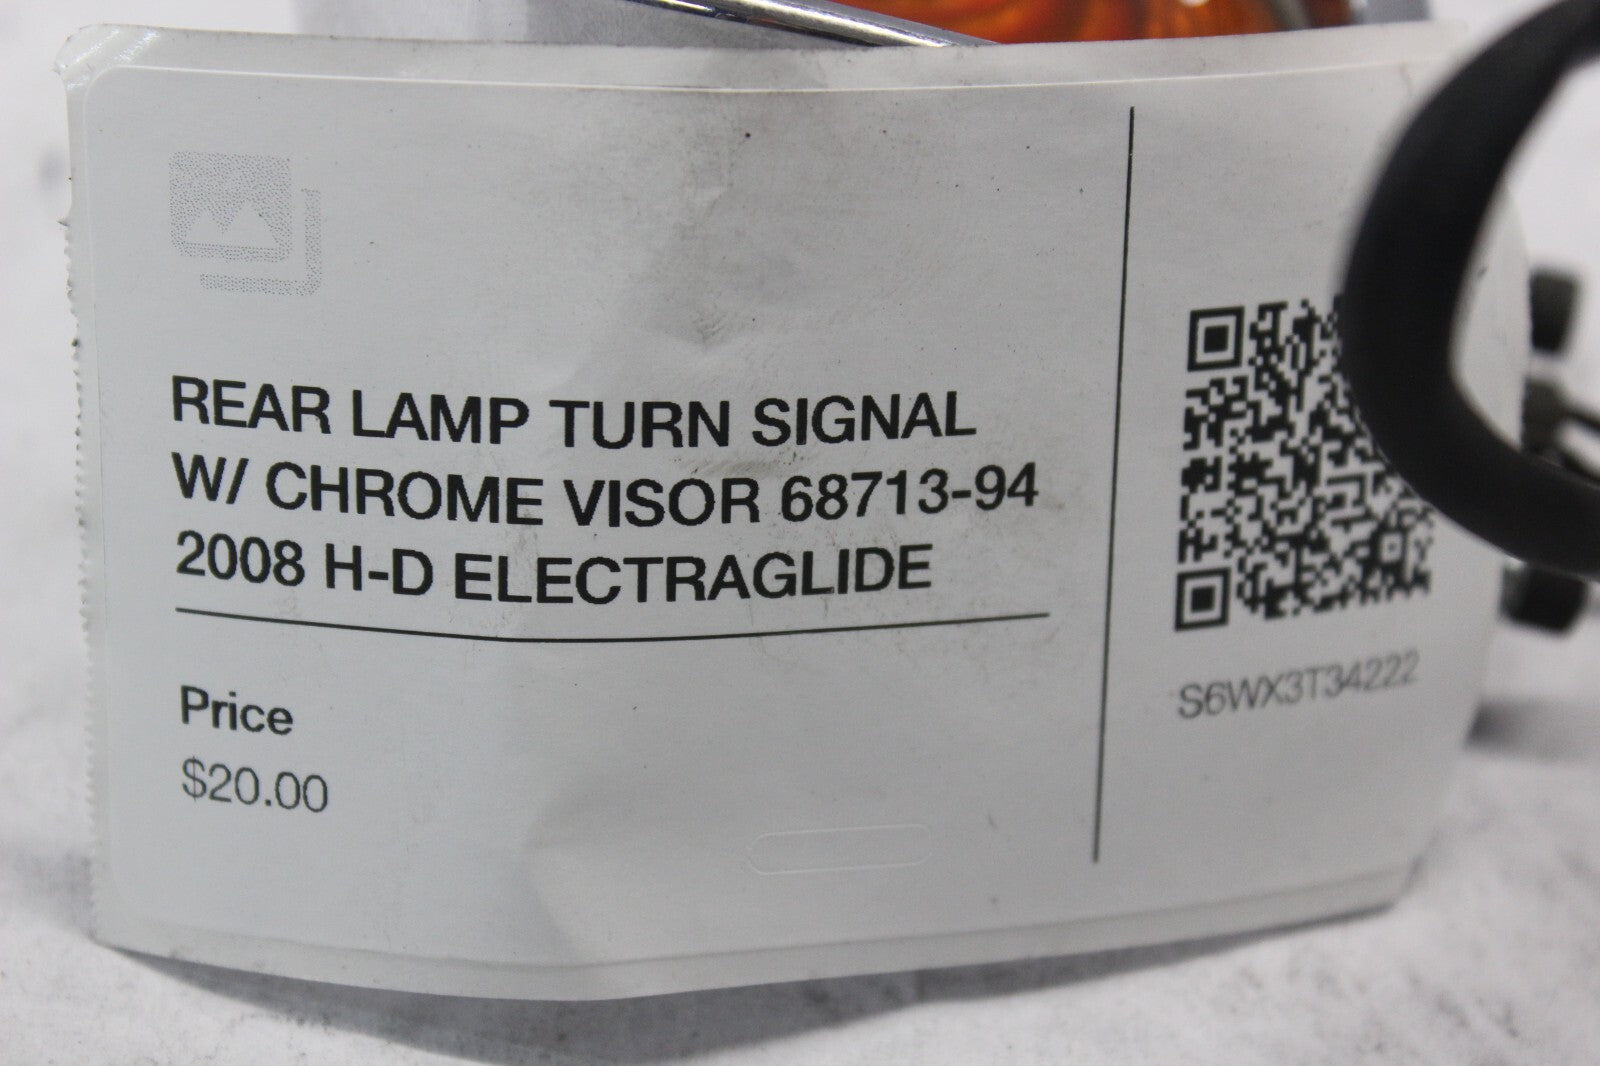 REAR LAMP TURN SIGNAL
W/ CHROME VISOR 68713-94
2008 H-D ELECTRAGLIDE
Price
$20.00
S6WX3T34222